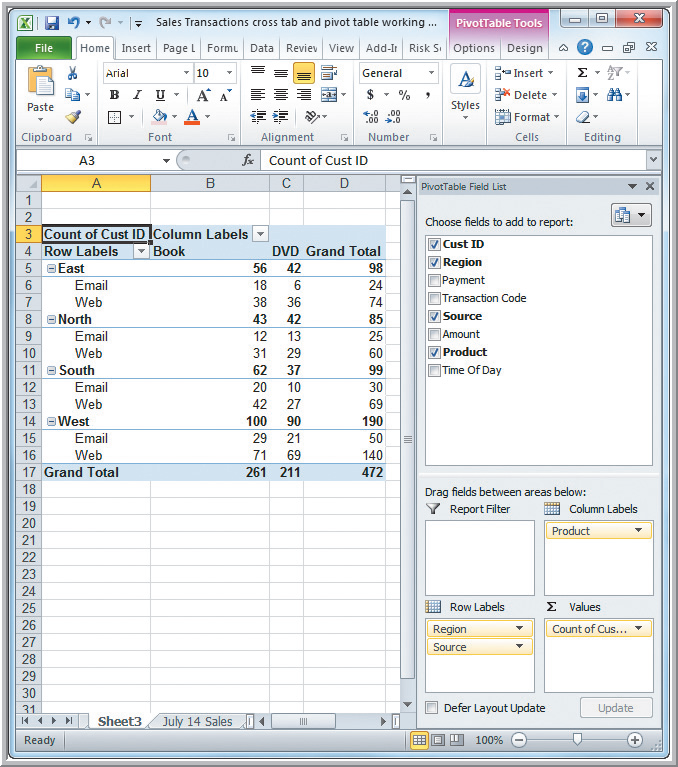 Sales Transactions cross tab and pivot table working ...
PivotTable Tools
File Home Insert Page L Formu Data Review View Add-Ir Risk S Options Design
Paste
Arial 10
B I U
A A
A
General
$ % ,
.00 .0
Styles
Insert
Delete
Format
Σ
Clipboard Font Alignment Number Cells Editing
A3 fx Count of Cust ID
A B C D
1
2
3 Count of Cust ID Column Labels
4 Row Labels Book DVD Grand Total
5 East 56 42 98
6 Email 18 6 24
7 Web 38 36 74
8 North 43 42 85
9 Email 12 13 25
10 Web 31 29 60
11 South 62 37 99
12 Email 20 10 30
13 Web 42 27 69
14 West 100 90 190
15 Email 29 21 50
16 Web 71 69 140
17 Grand Total 261 211 472
18
19
20
21
22
23
24
25
26
27
28
29
30
31
Sheet3 July 14 Sales
Ready 100%
PivotTable Field List
Choose fields to add to report:
Cust ID
Region
Payment
Transaction Code
Source
Amount
Product
Time Of Day
Drag fields between areas below:
Report Filter
Column Labels
Product
Row Labels
Σ Values
Region
Count of Cus...
Source
Defer Layout Update
Update